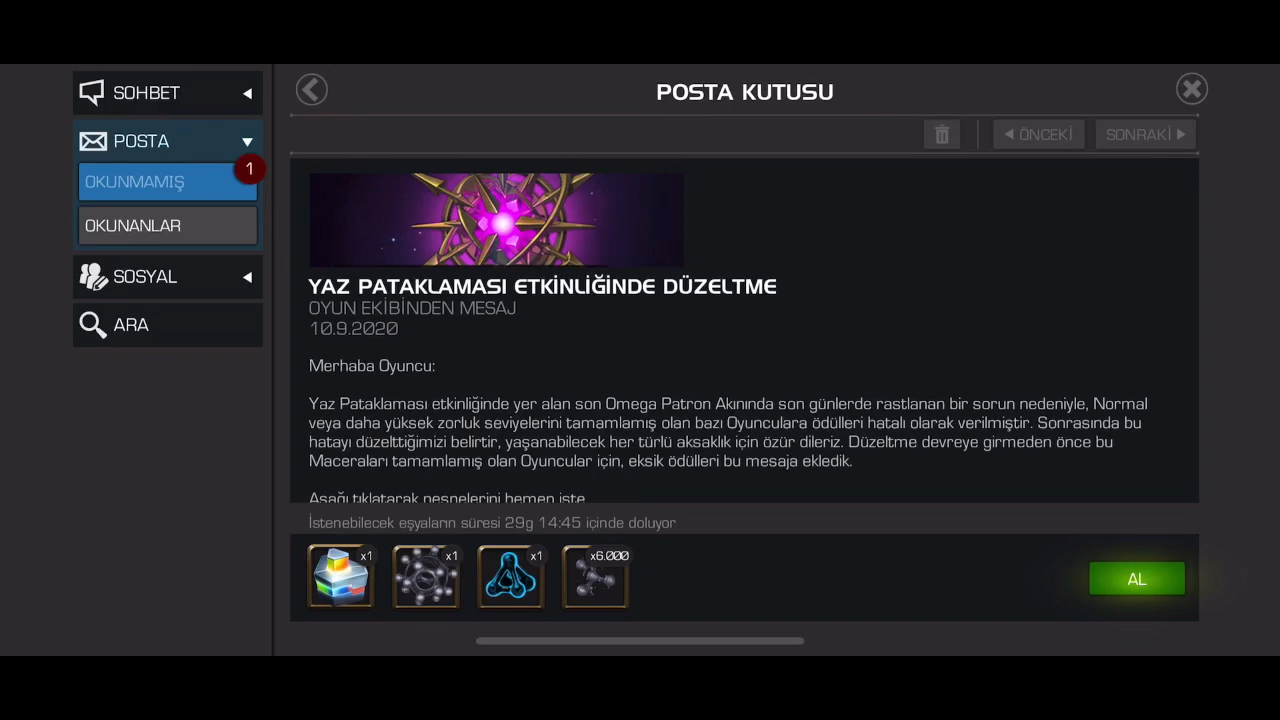 SOHBET
POSTA
1
OKUNMAMIŞ
OKUNANLAR
SOSYAL
ARA
POSTA KUTUSU
ÖNCEKİ
SONRAKİ
YAZ PATAKLAMASI ETKİNLİĞİNDE DÜZELTME
OYUN EKİBİNDEN MESAJ
10.9.2020
Merhaba Oyuncu:
Yaz Pataklaması etkinliğinde yer alan son Omega Patron Akınında son günlerde rastlanan bir sorun nedeniyle, Normal
veya daha yüksek zorluk seviyelerini tamamlamış olan bazı Oyunculara ödülleri hatalı olarak verilmiştir. Sonrasında bu
hatayı düzelttiğimizi belirtir, yaşanabilecek her türlü aksaklık için özür dileriz. Düzeltme devreye girmeden önce bu
Maceraları tamamlamış olan Oyuncular için, eksik ödülleri bu mesaja ekledik.
Aşağı tıklatarak nesnelerini hemen iste
İstenebilecek eşyaların süresi 29g 14:45 içinde doluyor
x1
x1
x1
x6.000
AL